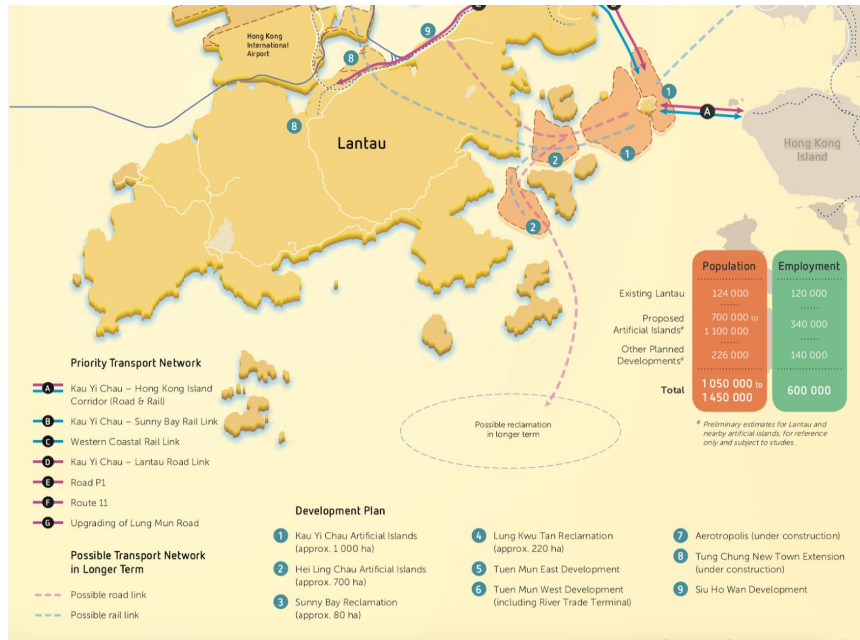 Hong Kong
International
Airport
9
8
8
Lantau
1
A
2
1
2
Hong Kong
Island
Population
Employment
Existing Lantau
124 000
120 000
Proposed
Artificial Islands#
700 000 to
1 100 000
340 000
Other Planned
Developments#
226 000
140 000
Total
1 050 000 to
1 450 000
600 000
# Preliminary estimates for Lantau and
nearby artificial islands, for reference
only and subject to studies.
Possible reclamation
in longer term
Priority Transport Network
A Kau Yi Chau – Hong Kong Island
Corridor (Road & Rail)
B Kau Yi Chau – Sunny Bay Rail Link
C Western Coastal Rail Link
D Kau Yi Chau – Lantau Road Link
E Road P1
F Route 11
G Upgrading of Lung Mun Road
Possible Transport Network
in Longer Term
Possible road link
Possible rail link
Development Plan
1 Kau Yi Chau Artificial Islands
(approx. 1 000 ha)
2 Hei Ling Chau Artificial Islands
(approx. 700 ha)
3 Sunny Bay Reclamation
(approx. 80 ha)
4 Lung Kwu Tan Reclamation
(approx. 220 ha)
5 Tuen Mun East Development
6 Tuen Mun West Development
(including River Trade Terminal)
7 Aerotropolis (under construction)
8 Tung Chung New Town Extension
(under construction)
9 Siu Ho Wan Development